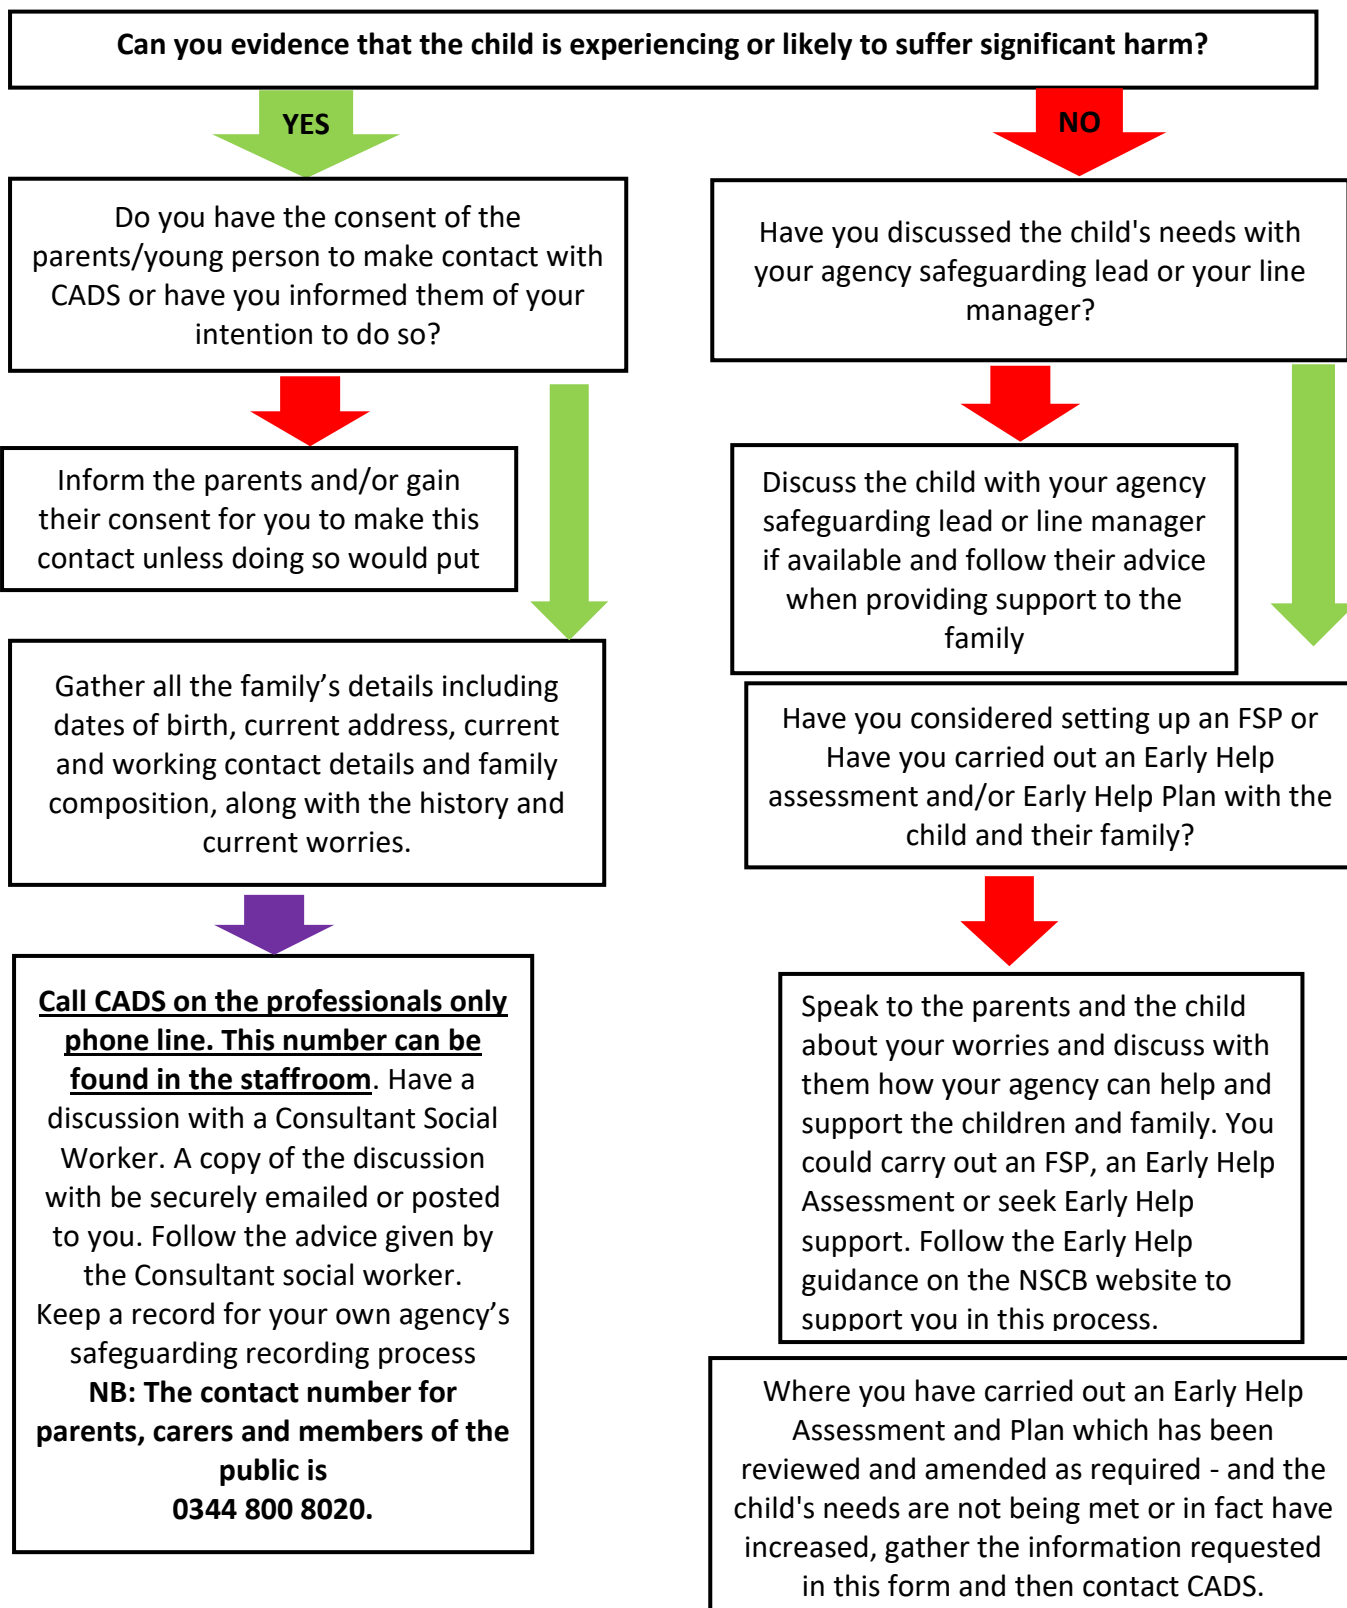 Can you evidence that the child is experiencing or likely to suffer significant harm?
YES
NO
Do you have the consent of the
parents/young person to make contact with
CADS or have you informed them of your
intention to do so?
Inform the parents and/or gain
their consent for you to make this
contact unless doing so would put
Gather all the family’s details including
dates of birth, current address, current
and working contact details and family
composition, along with the history and
current worries.
Call CADS on the professionals only
phone line. This number can be
found in the staffroom. Have a
discussion with a Consultant Social
Worker. A copy of the discussion
with be securely emailed or posted
to you. Follow the advice given by
the Consultant social worker.
Keep a record for your own agency’s
safeguarding recording process
NB: The contact number for
parents, carers and members of the
public is
0344 800 8020.
Have you discussed the child's needs with
your agency safeguarding lead or your line
manager?
Discuss the child with your agency
safeguarding lead or line manager
if available and follow their advice
when providing support to the
family
Have you considered setting up an FSP or
Have you carried out an Early Help
assessment and/or Early Help Plan with the
child and their family?
Speak to the parents and the child
about your worries and discuss with
them how your agency can help and
support the children and family. You
could carry out an FSP, an Early Help
Assessment or seek Early Help
support. Follow the Early Help
guidance on the NSCB website to
support you in this process.
Where you have carried out an Early Help
Assessment and Plan which has been
reviewed and amended as required - and the
child's needs are not being met or in fact have
increased, gather the information requested
in this form and then contact CADS.